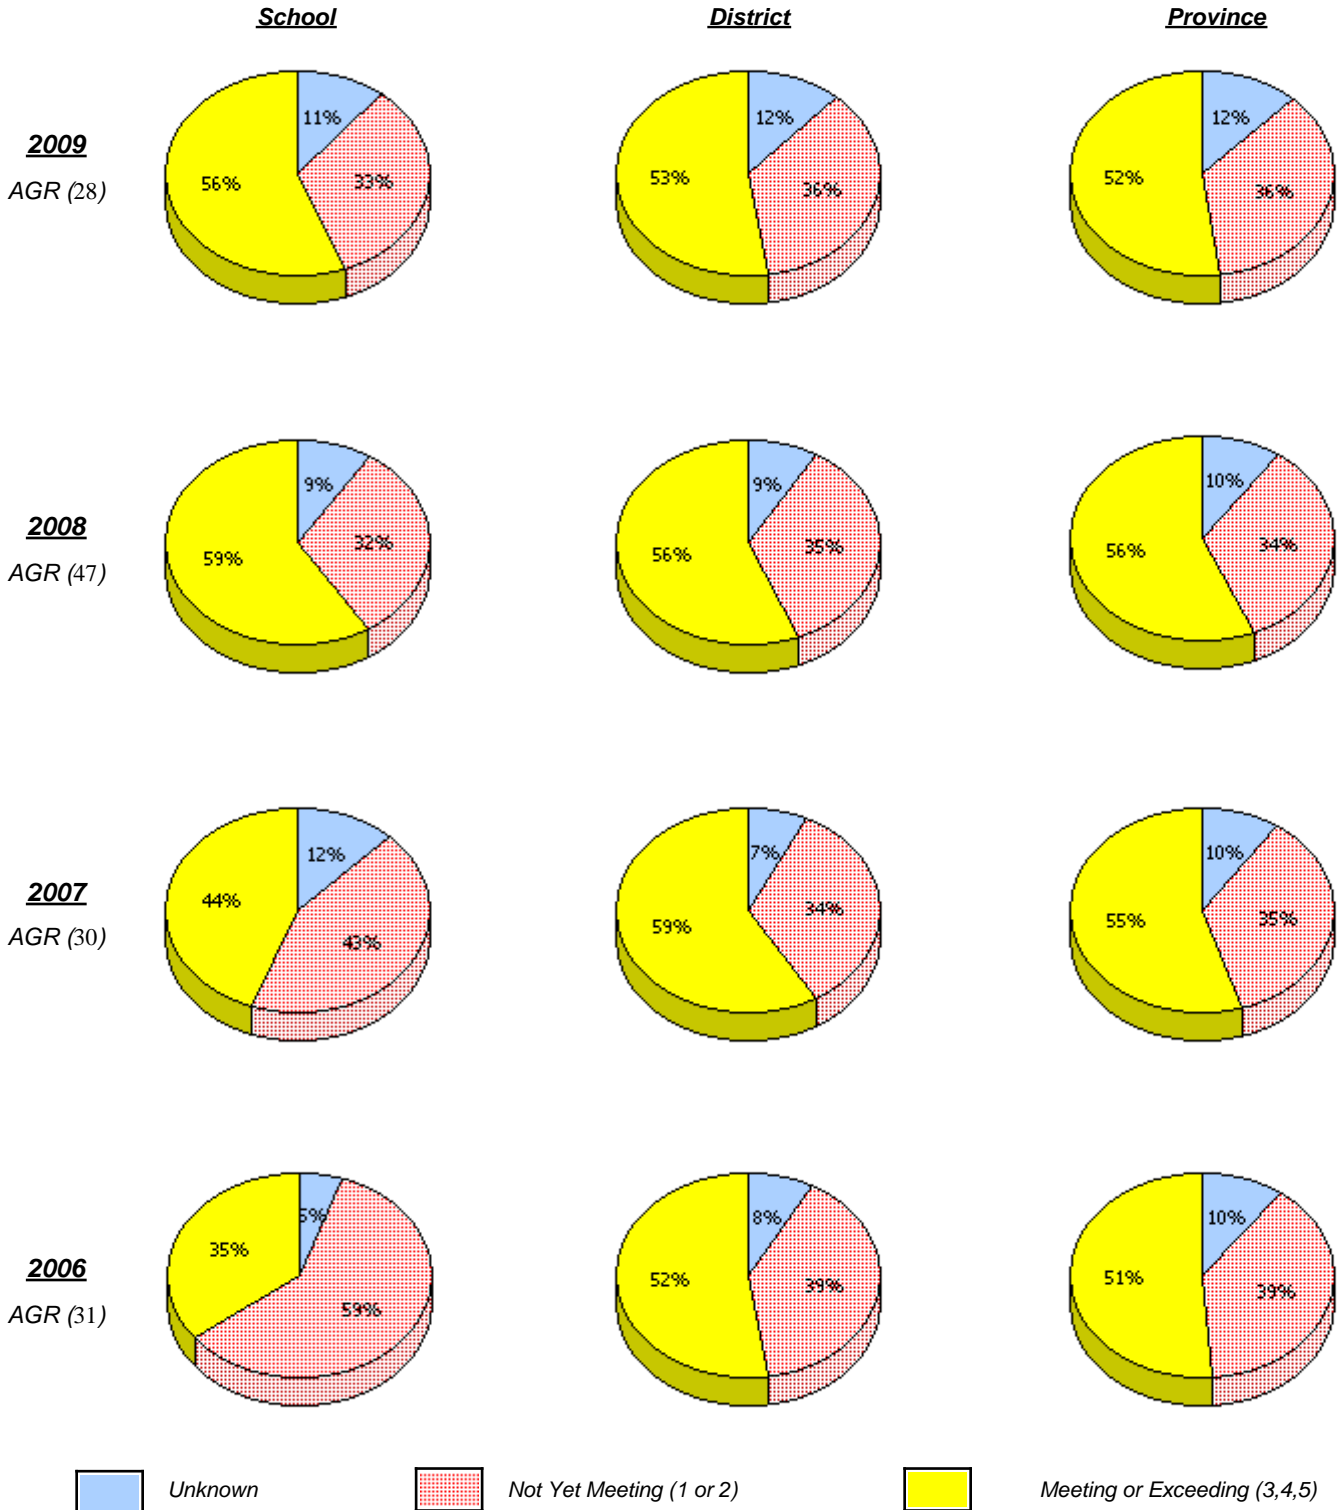 School District Province
2009
AGR (28)
11% 33% 56%
12% 36% 53%
12% 36% 52%
2008
AGR (47)
9% 32% 59%
9% 35% 56%
10% 34% 56%
2007
AGR (30)
12% 43% 44%
7% 34% 59%
10% 35% 55%
2006
AGR (31)
5% 59% 35%
8% 39% 52%
10% 39% 51%
Unknown Not Yet Meeting (1 or 2) Meeting or Exceeding (3,4,5)